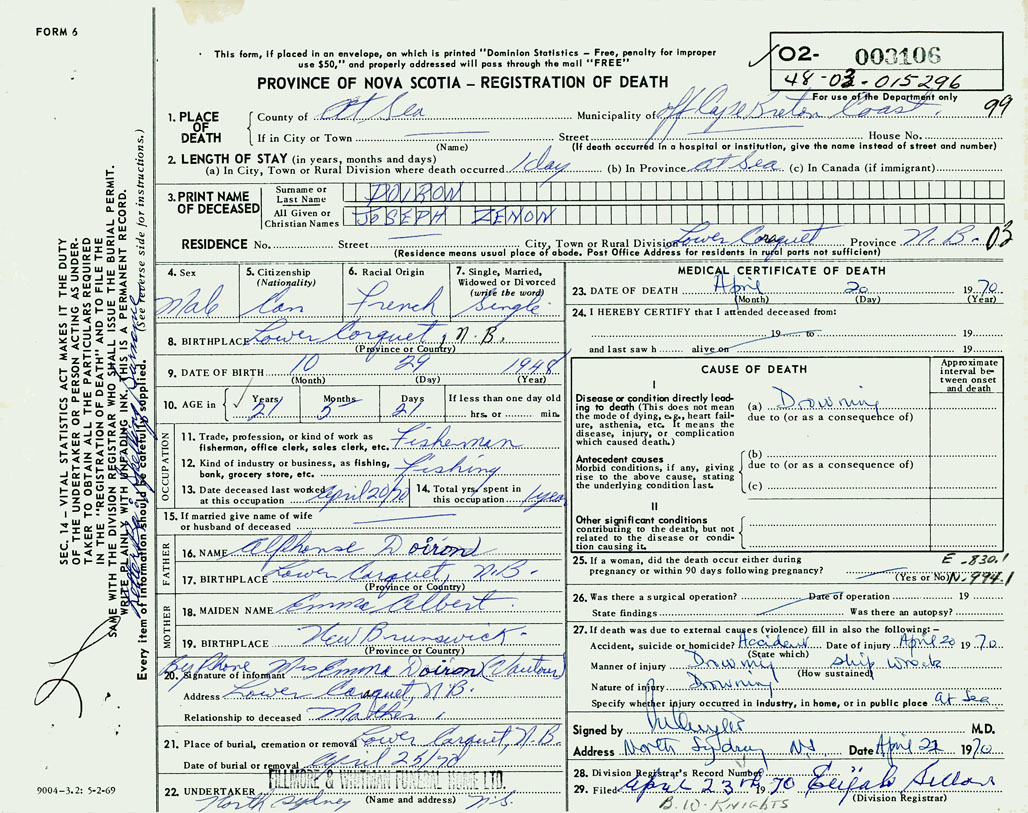 FORM 6
This form, if placed in an envelope, on which is printed "Dominion Statistics – Free, penalty for improper
use $50," and properly addressed will pass through the mail "FREE"
PROVINCE OF NOVA SCOTIA – REGISTRATION OF DEATH
02- 003106
48-03-015296
For use of the Department only
99
1. PLACE OF DEATH
County of At Sea Municipality of off Cape Breton Coast.
If in City or Town Street House No.
(Name) (If death occurred in a hospital or institution, give the name instead of street and number)
2. LENGTH OF STAY (in years, months and days)
(a) In City, Town or Rural Division where death occurred 1 day (b) In Province at Sea (c) In Canada (if immigrant)
3. PRINT NAME OF DECEASED
Surname or Last Name DOIRON
All Given or Christian Names JOSEPH ZENON
RESIDENCE No. Street City, Town or Rural Division Lower Caraquet Province N.B. 03
(Residence means usual place of abode. Post Office Address for residents in rural parts not sufficient)
4. Sex
Male
5. Citizenship
(Nationality)
Can
6. Racial Origin
French
7. Single, Married,
Widowed or Divorced
(write the word)
Single
8. BIRTHPLACE Lower Caraquet, N.B.
(Province or Country)
9. DATE OF BIRTH 10 29 1948
(Month) (Day) (Year)
10. AGE in
Years Months Days If less than one day old
21 5 21 hrs. or min.
OCCUPATION
11. Trade, profession, or kind of work as
fisherman, office clerk, sales clerk, etc. Fisherman
12. Kind of industry or business, as fishing,
bank, grocery store, etc. Fishing
13. Date deceased last worked
at this occupation April 20/70
14. Total yrs. spent in
this occupation 1 year
15. If married give name of wife
or husband of deceased
FATHER
16. NAME Alphonse Doiron
17. BIRTHPLACE Lower Caraquet, N.B.
(Province or Country)
MOTHER
18. MAIDEN NAME Emma Albert
19. BIRTHPLACE New Brunswick
(Province or Country)
By Phone Mrs Emma Doiron
20. Signature of informant
Address Lower Caraquet, N.B.
Relationship to deceased Mother
21. Place of burial, cremation or removal Lower Caraquet, N.B.
Date of burial or removal April 25/70
FILLMORE & WHITMAN FUNERAL HOME LTD.
22. UNDERTAKER
North Sydney (Name and address) N.S.
MEDICAL CERTIFICATE OF DEATH
23. DATE OF DEATH April 20 1970
(Month) (Day) (Year)
24. I HEREBY CERTIFY that I attended deceased from:
19 to 19
and last saw h alive on 19
CAUSE OF DEATH
Approximate interval between onset and death
I
Disease or condition directly leading to death (This does not
mean the mode of dying, e.g., heart failure, asthenia, etc. It means the
disease, injury, or complication
which caused death.)
(a) Drowning
due to (or as a consequence of)
Antecedent causes
Morbid conditions, if any, giving
rise to the above cause, stating
the underlying condition last.
(b)
due to (or as a consequence of)
(c)
II
Other significant conditions
contributing to the death, but not
related to the disease or condition causing it.
25. If a woman, did the death occur either during
pregnancy or within 90 days following pregnancy?
(Yes or No)
E - 830.1
N - 994.1
26. Was there a surgical operation? Date of operation 19
State findings Was there an autopsy?
27. If death was due to external causes (violence) fill in also the following:–
Accident, suicide or homicide? Accident Date of injury April 20 1970
(State which)
Manner of injury Drowning ship wreck
(How sustained)
Nature of injury Drowning
Specify whether injury occurred in industry, in home, or in public place at Sea
Signed by M.D.
Address North Sydney NS Date April 22 1970
28. Division Registrar's Record Number
29. Filed April 23rd 1970 Elijah
(Division Registrar)
B. W. KNIGHTS
SEC. 14 – VITAL STATISTICS ACT MAKES IT THE DUTY
OF THE UNDERTAKER OR PERSON ACTING AS UNDERTAKER TO OBTAIN ALL THE PARTICULARS REQUIRED
IN THE "REGISTRATION OF DEATH" AND TO FILE THE
SAME WITH THE DIVISION REGISTRAR WHO SHALL ISSUE THE BURIAL PERMIT.
WRITE PLAINLY WITH UNFADING INK. THIS IS A PERMANENT RECORD.
Every item of information should be carefully supplied. (See reverse side for instructions.)
9004–3.2: 5-2-69